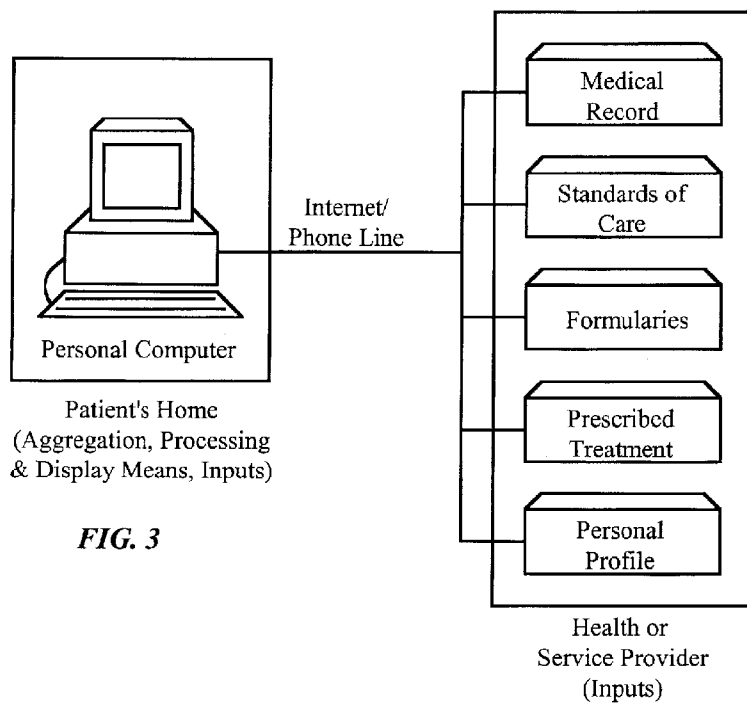 Personal Computer
Patient's Home
(Aggregation, Processing
& Display Means, Inputs)
FIG. 3
Internet/
Phone Line
Medical
Record
Standards of
Care
Formularies
Prescribed
Treatment
Personal
Profile
Health or
Service Provider
(Inputs)